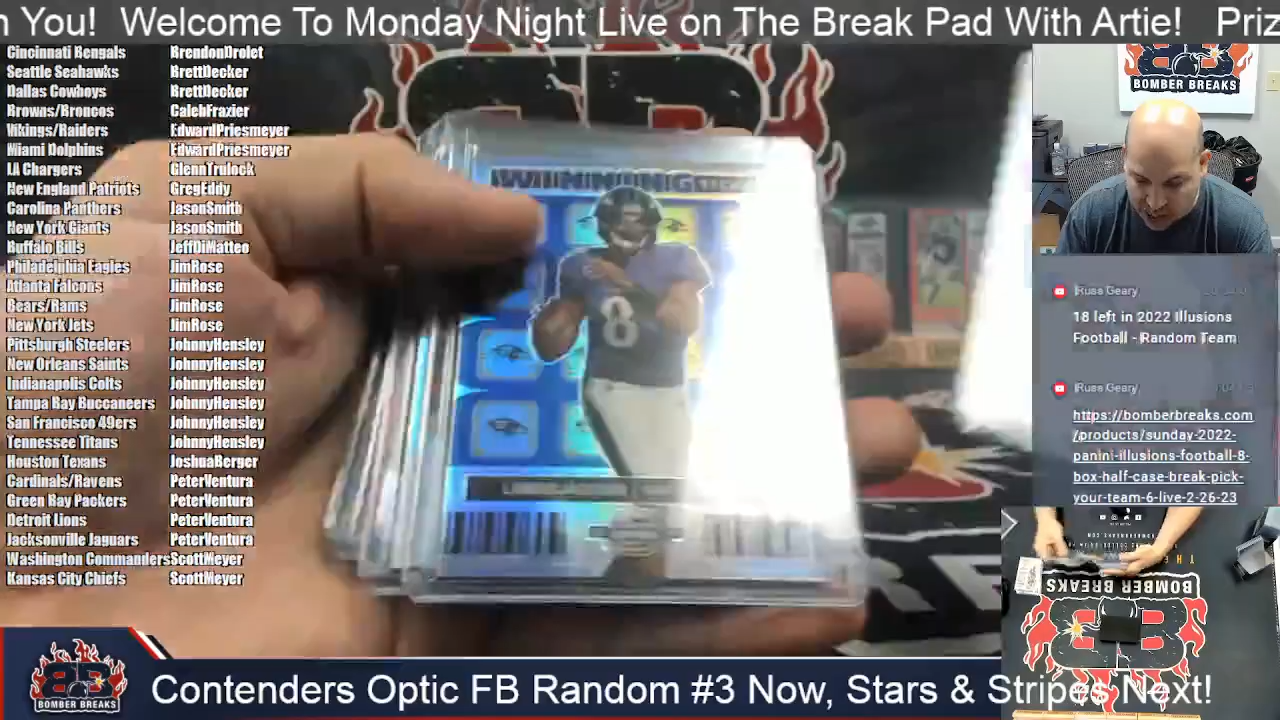 n You! Welcome To Monday Night Live on The Break Pad With Artie! Priz
Cincinnati Bengals BrendonDrolet
Seattle Seahawks BrettDecker
Dallas Cowboys BrettDecker
Browns/Broncos CalebFrazier
Vikings/Raiders EdwardPriesmeyer
Miami Dolphins EdwardPriesmeyer
LA Chargers GlennTrulock
New England Patriots GregEddy
Carolina Panthers JasonSmith
New York Giants JasonSmith
Buffalo Bills JeffDiMatteo
Philadelphia Eagles JimRose
Atlanta Falcons JimRose
Bears/Rams JimRose
New York Jets JimRose
Pittsburgh Steelers JohnnyHensley
New Orleans Saints JohnnyHensley
Indianapolis Colts JohnnyHensley
Tampa Bay Buccaneers JohnnyHensley
San Francisco 49ers JohnnyHensley
Tennessee Titans JohnnyHensley
Houston Texans JoshuaBerger
Cardinals/Ravens PeterVentura
Green Bay Packers PeterVentura
Detroit Lions PeterVentura
Jacksonville Jaguars PeterVentura
Washington Commanders ScottMeyer
Kansas City Chiefs ScottMeyer
WINNING
8
BOMBER BREAKS
Russ Geary
18 left in 2022 Illusions
Football - Random Team
Russ Geary
https://bomberbreaks.com
/products/sunday-2022-
panini-illusions-football-8-
box-half-case-break-pick-
your-team-6-live-2-26-23
BOMBER BREAKS
BOMBER BREAKS
Contenders Optic FB Random #3 Now, Stars & Stripes Next!